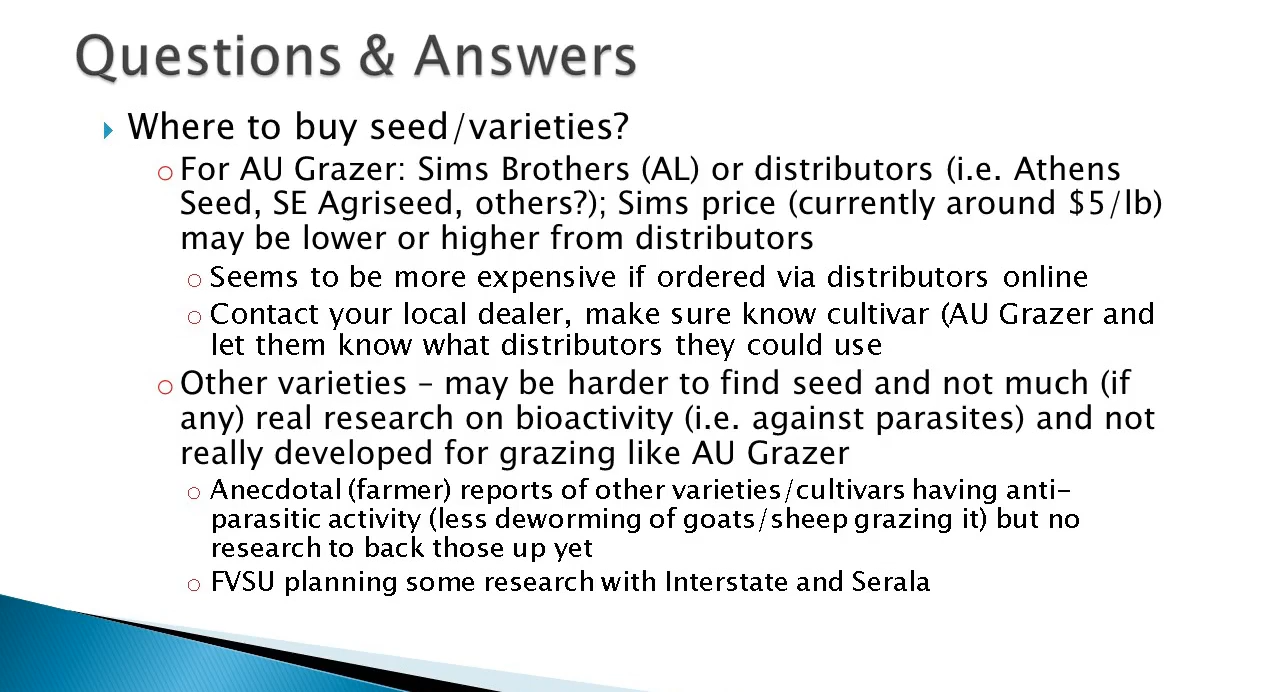 Questions & Answers
Where to buy seed/varieties?
For AU Grazer: Sims Brothers (AL) or distributors (i.e. Athens
Seed, SE Agriseed, others?); Sims price (currently around $5/lb)
may be lower or higher from distributors
Seems to be more expensive if ordered via distributors online
Contact your local dealer, make sure know cultivar (AU Grazer and
let them know what distributors they could use
Other varieties – may be harder to find seed and not much (if
any) real research on bioactivity (i.e. against parasites) and not
really developed for grazing like AU Grazer
Anecdotal (farmer) reports of other varieties/cultivars having anti-
parasitic activity (less deworming of goats/sheep grazing it) but no
research to back those up yet
FVSU planning some research with Interstate and Serala